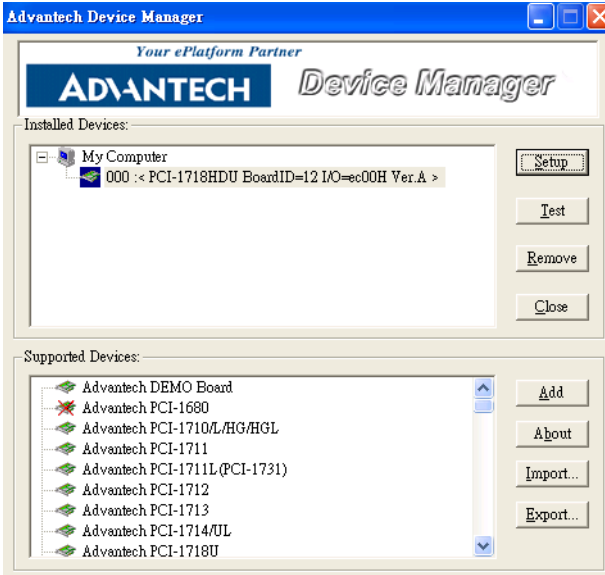 Advantech Device Manager
Your ePlatform Partner
ADVANTECH Device Manager
Installed Devices:
My Computer
000 :< PCI-1718HDU BoardID=12 I/O=ec00H Ver.A >
Setup
Test
Remove
Close
Supported Devices:
Advantech DEMO Board
Advantech PCI-1680
Advantech PCI-1710/L/HG/HGL
Advantech PCI-1711
Advantech PCI-1711L(PCI-1731)
Advantech PCI-1712
Advantech PCI-1713
Advantech PCI-1714/UL
Advantech PCI-1718U
Add
About
Import...
Export...